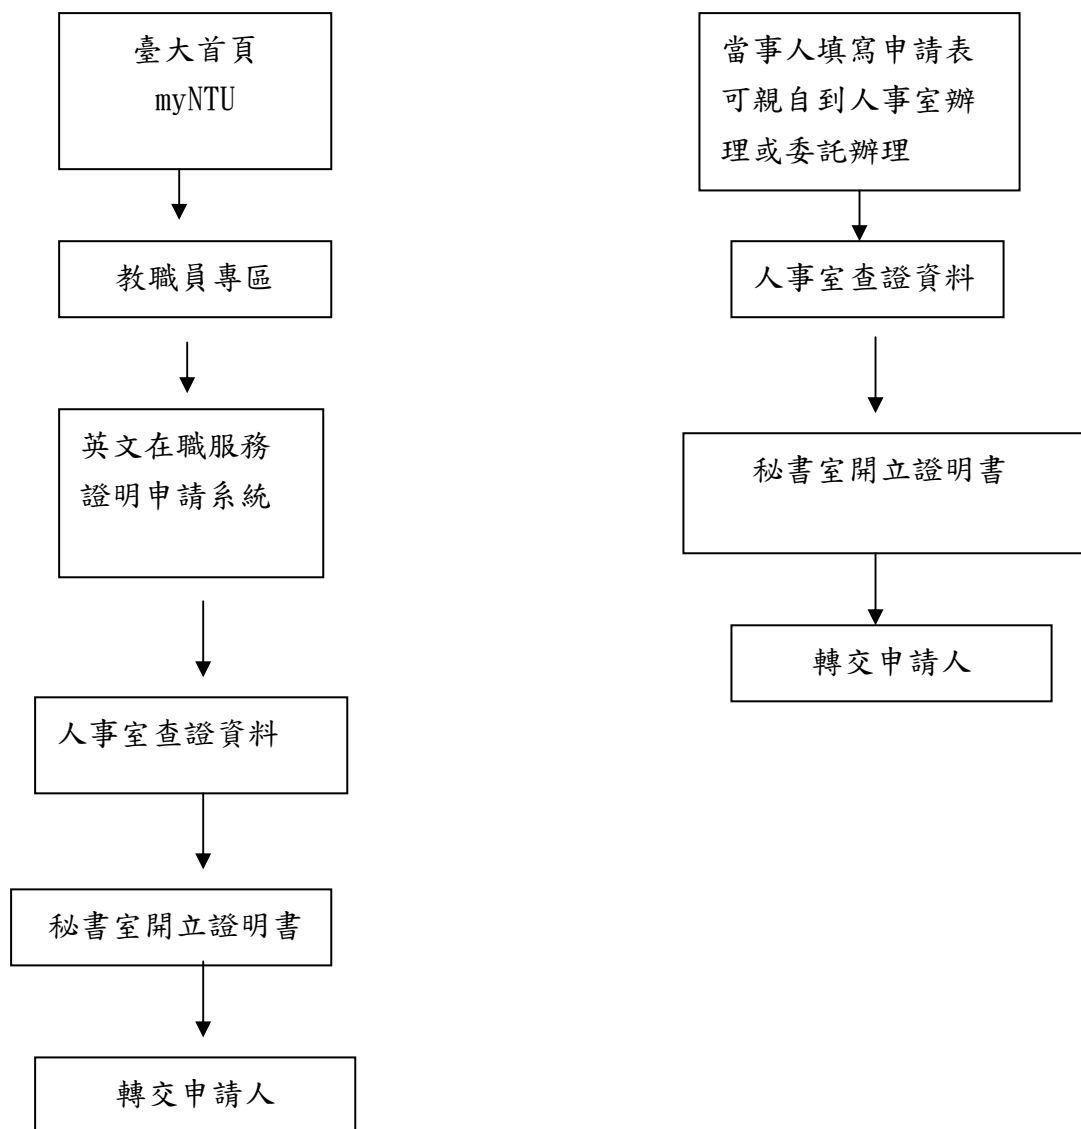 臺大首頁
myNTU
教職員專區
英文在職服務
證明申請系統
人事室查證資料
秘書室開立證明書
轉交申請人
當事人填寫申請表
可親自到人事室辦
理或委託辦理
人事室查證資料
秘書室開立證明書
轉交申請人